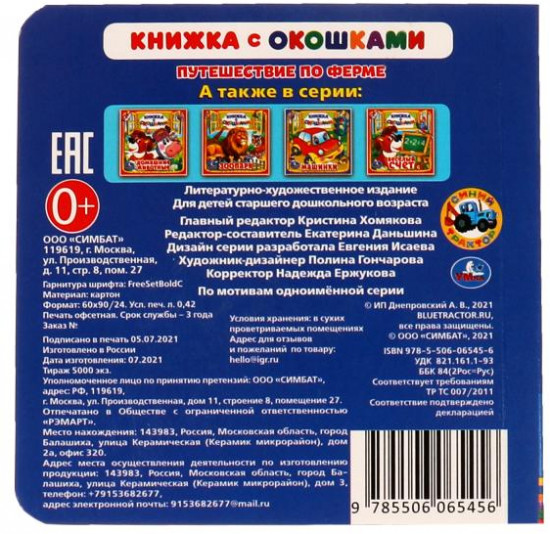 КНИЖКА С ОКОШКАМИ
ПУТЕШЕСТВИЕ ПО ФЕРМЕ
А также в серии:
ЗООПАРК
МАШИНКИ
EAC
0+
СИНИЙ
ТРАКТОР
Умка
Литературно-художественное издание
Для детей старшего дошкольного возраста
Главный редактор Кристина Хомякова
Редактор-составитель Екатерина Даньшина
Дизайн серии разработала Евгения Исаева
Художник-дизайнер Полина Гончарова
Корректор Надежда Ержукова
По мотивам одноимённой серии
ООО «СИМБАТ»
119619, г. Москва,
ул. Производственная,
д. 11, стр. 8, пом. 27
Гарнитура шрифта: FreeSetBoldC
Материал: картон
Формат: 60х90/24. Усл. печ. л. 0,42
Печать офсетная. Срок службы – 3 года
Заказ №
Подписано в печать 05.07.2021
Изготовлено в России
Дата изготовления: 07.2021
Тираж 5000 экз.
Условия хранения: в сухих
проветриваемых помещениях
Адрес для отзывов
и пожеланий по товару:
hello@igr.ru
© ИП Днепровский А. В., 2021
BLUETRACTOR.RU,
все права защищены.
© ООО «СИМБАТ», 2021
ISBN 978-5-506-06545-6
УДК 821.161.1-93
ББК 84(2Рос=Рус)
Соответствует требованиям
ТР ТС 007/2011
Соответствие подтверждено
декларацией
Уполномоченное лицо по принятию претензий: ООО «СИМБАТ»,
адрес: РФ, 119619,
г. Москва, ул. Производственная, дом 11, строение 8, помещение 27.
Отпечатано в Обществе с ограниченной ответственностью
«РЭМАРТ».
Место нахождения: 143983, Россия, Московская область, город
Балашиха, улица Керамическая (Керамик микрорайон), дом
2а, офис 320.
Адрес места осуществления деятельности по изготовлению
продукции: 143983, Россия, Московская область, город Ба-
лашиха, улица Керамическая (Керамик микрорайон), дом 3,
телефон: +79153682677,
адрес электронной почты: 9153682677@mail.ru
9 785506 065456